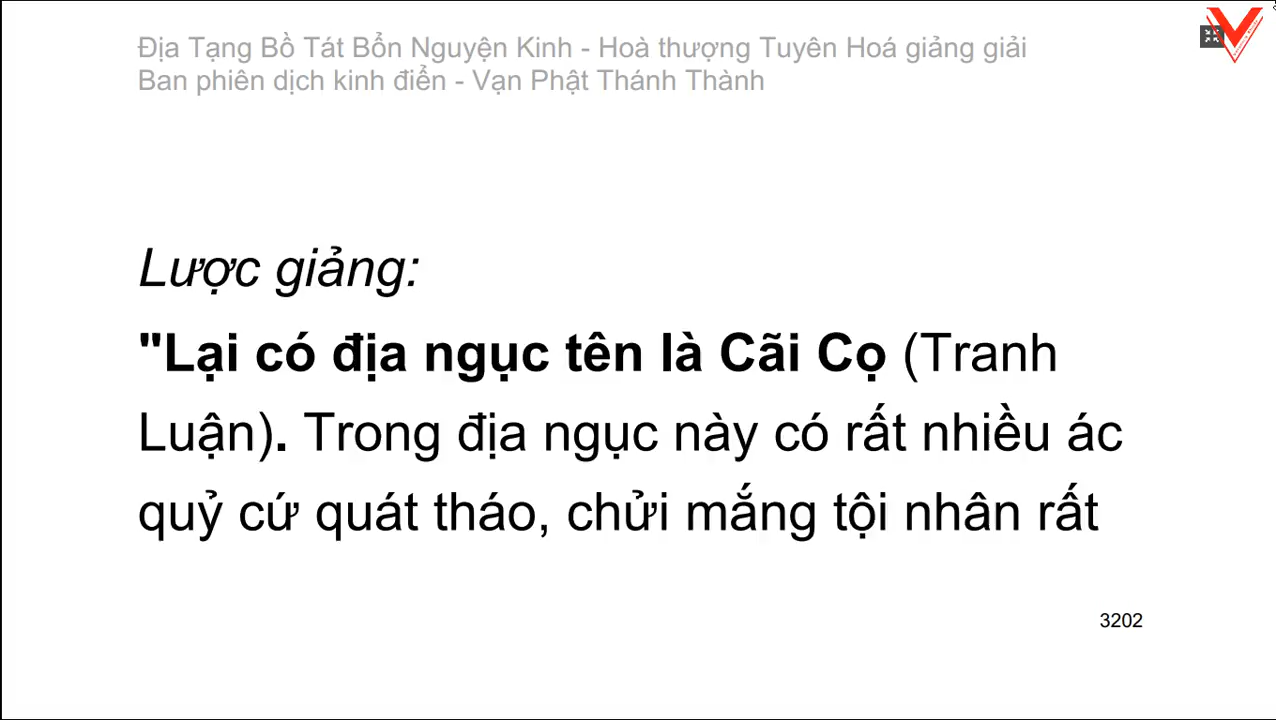 Địa Tạng Bồ Tát Bổn Nguyện Kinh - Hoà thượng Tuyên Hoá giảng giải
Ban phiên dịch kinh điển - Vạn Phật Thánh Thành
Lược giảng:
"Lại có địa ngục tên là Cãi Cọ (Tranh
Luận). Trong địa ngục này có rất nhiều ác
quỷ cứ quát tháo, chửi mắng tội nhân rất
3202